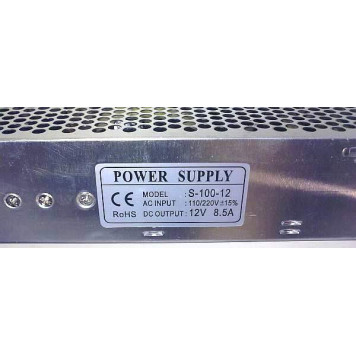 POWER SUPPLY
CE MODEL : S-100-12
AC INPUT : 110/220V±15%
RoHS DC OUTPUT : 12V 8.5A